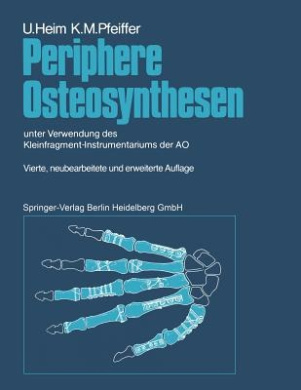 U.Heim K.M.Pfeiffer
Periphere
Osteosynthesen
unter Verwendung des
Kleinfragment-Instrumentariums der AO
Vierte, neubearbeitete und erweiterte Auflage
Springer-Verlag Berlin Heidelberg GmbH